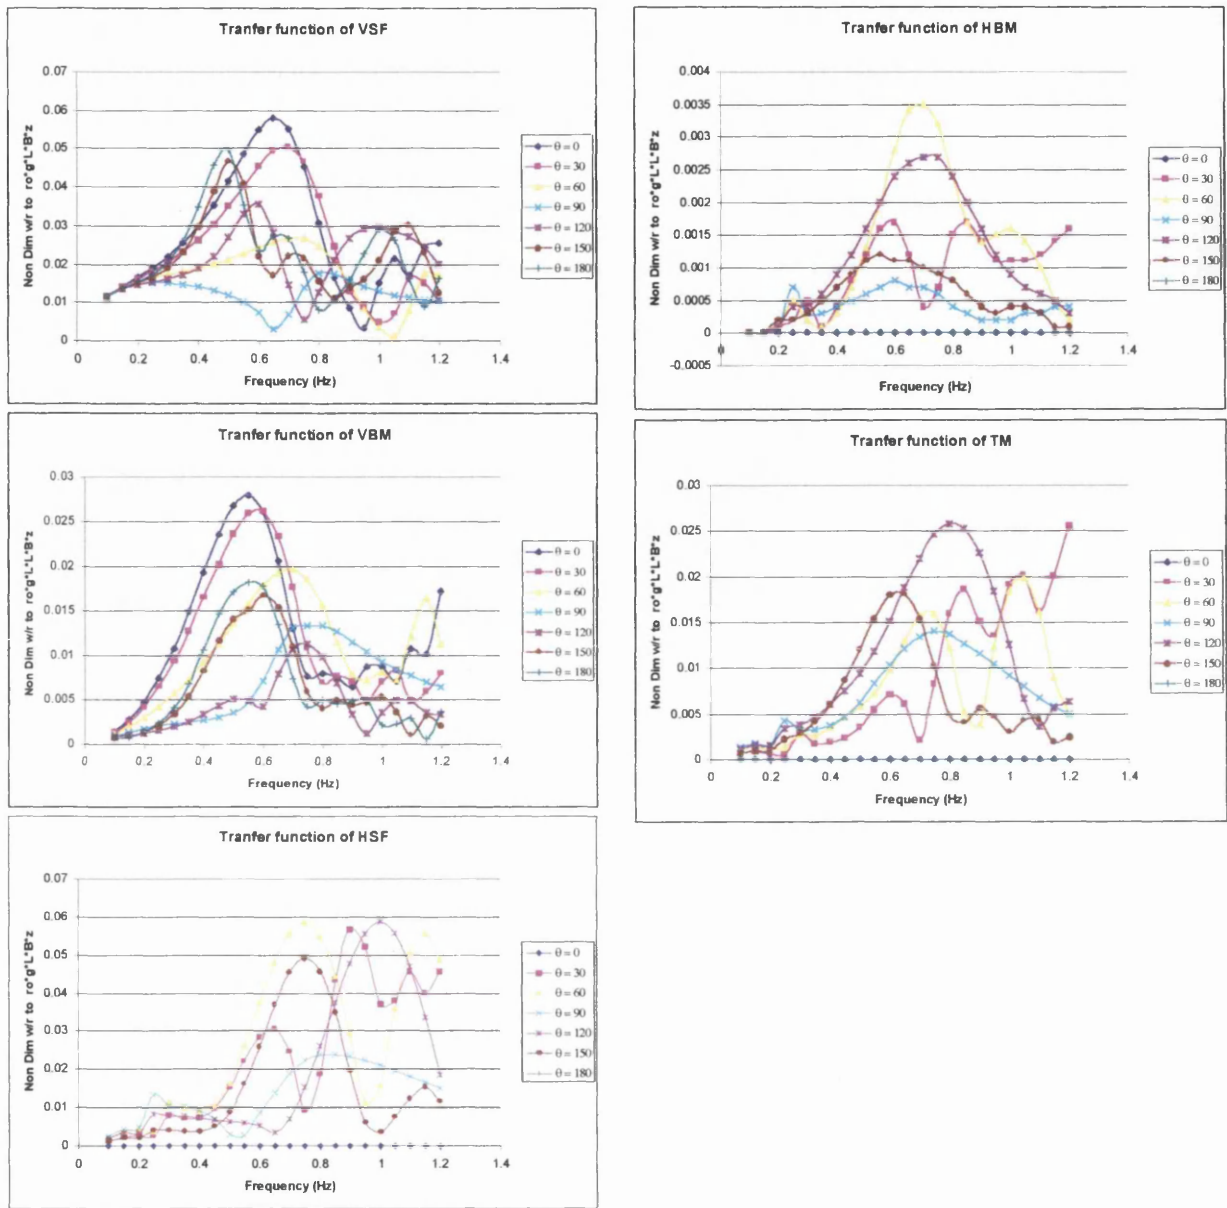 Tranfer function of VSF
Non Dim w/r to ro*g*L*B*z
0.07
0.06
0.05
0.04
0.03
0.02
0.01
0
0 0.2 0.4 0.6 0.8 1 1.2 1.4
Frequency (Hz)
θ = 0
θ = 30
θ = 60
θ = 90
θ = 120
θ = 150
θ = 180
Tranfer function of HBM
Non Dim w/r to ro*g*L*L*B*z
0.004
0.0035
0.003
0.0025
0.002
0.0015
0.001
0.0005
0
-0.0005
0 0.2 0.4 0.6 0.8 1 1.2 1.4
Frequency (Hz)
θ = 0
θ = 30
θ = 60
θ = 90
θ = 120
θ = 150
θ = 180
Tranfer function of VBM
Non Dim w/r to ro*g*L*L*B*z
0.03
0.025
0.02
0.015
0.01
0.005
0
0 0.2 0.4 0.6 0.8 1 1.2 1.4
Frequency (Hz)
θ = 0
θ = 30
θ = 60
θ = 90
θ = 120
θ = 150
θ = 180
Tranfer function of TM
Non Dim w/r to ro*g*L*L*B*z
0.03
0.025
0.02
0.015
0.01
0.005
0
0 0.2 0.4 0.6 0.8 1 1.2 1.4
Frequency (Hz)
θ = 0
θ = 30
θ = 60
θ = 90
θ = 120
θ = 150
θ = 180
Tranfer function of HSF
Non Dim w/r to ro*g*L*B*z
0.07
0.06
0.05
0.04
0.03
0.02
0.01
0
0 0.2 0.4 0.6 0.8 1 1.2 1.4
Frequency (Hz)
θ = 0
θ = 30
θ = 60
θ = 90
θ = 120
θ = 150
θ = 180